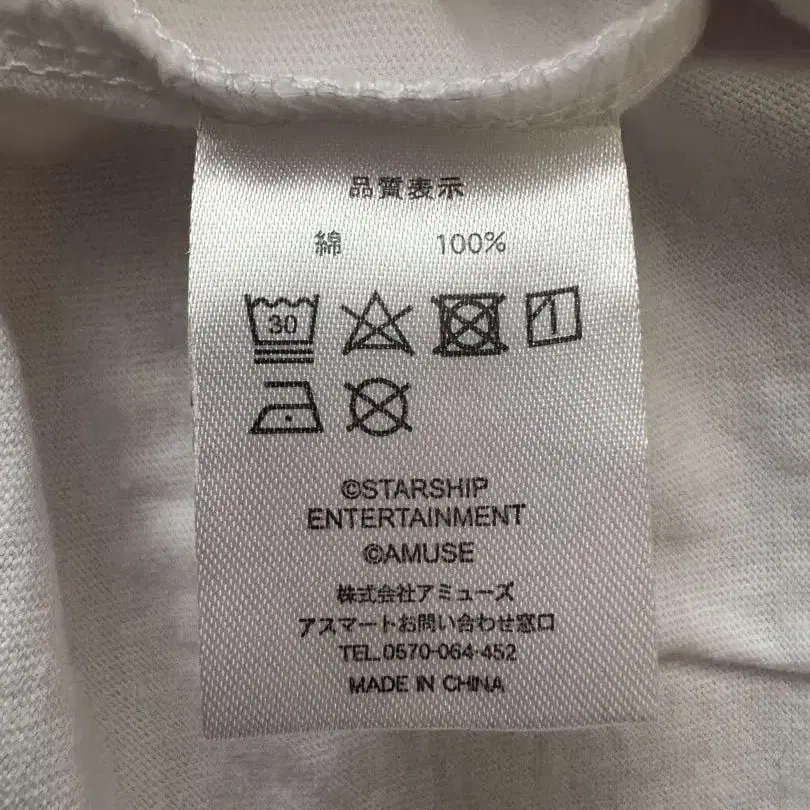 品質表示
綿 100%
30
©STARSHIP
ENTERTAINMENT
©AMUSE
株式会社アミューズ
アスマートお問い合わせ窓口
TEL.0570-064-452
MADE IN CHINA